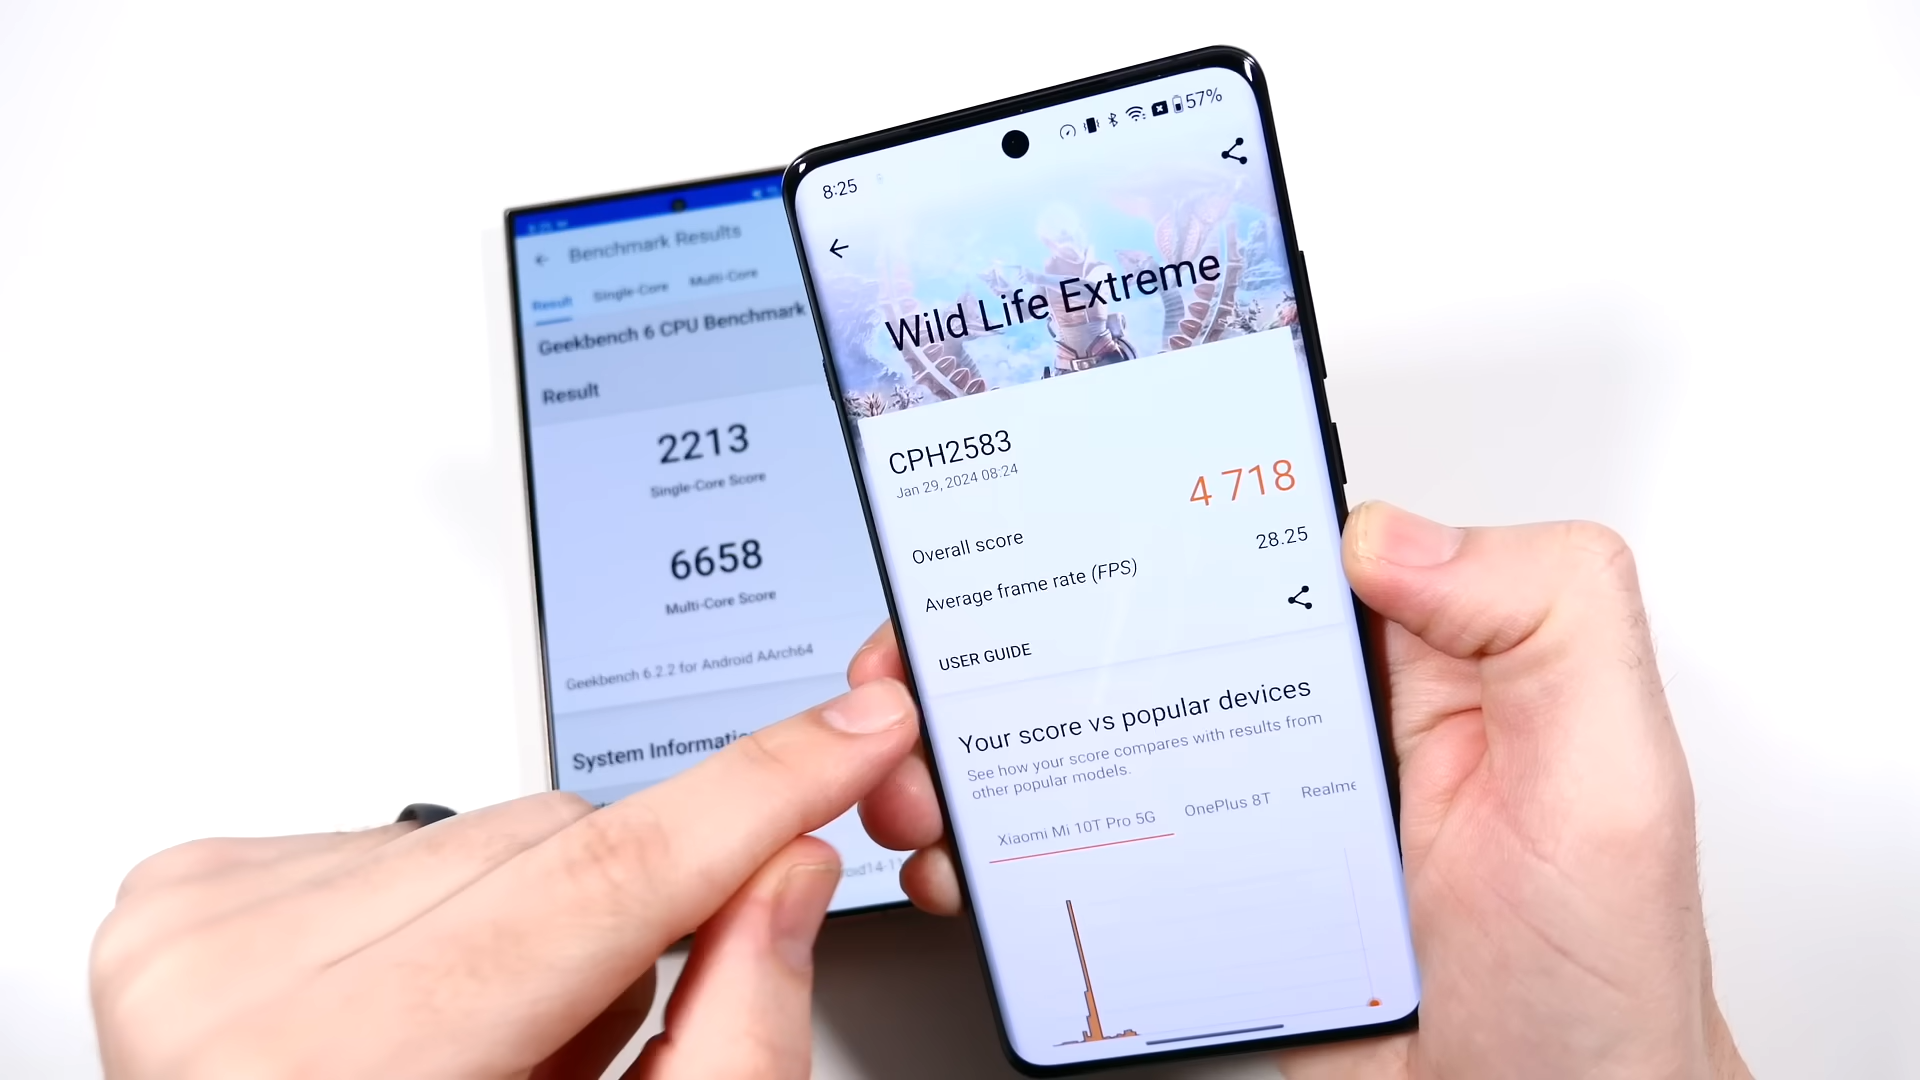 Benchmark Results
Result
Single-Core
Multi-Core
Geekbench 6 CPU Benchmark
Result
2213
Single-Core Score
6658
Multi-Core Score
Geekbench 6.2.2 for Android AArch64
System Informatio
8:25
57%
Wild Life Extreme
CPH2583
Jan 29, 2024 08:24
4 718
Overall score
28.25
Average frame rate (FPS)
USER GUIDE
Your score vs popular devices
See how your score compares with results from
other popular models.
Xiaomi Mi 10T Pro 5G
OnePlus 8T
Realme